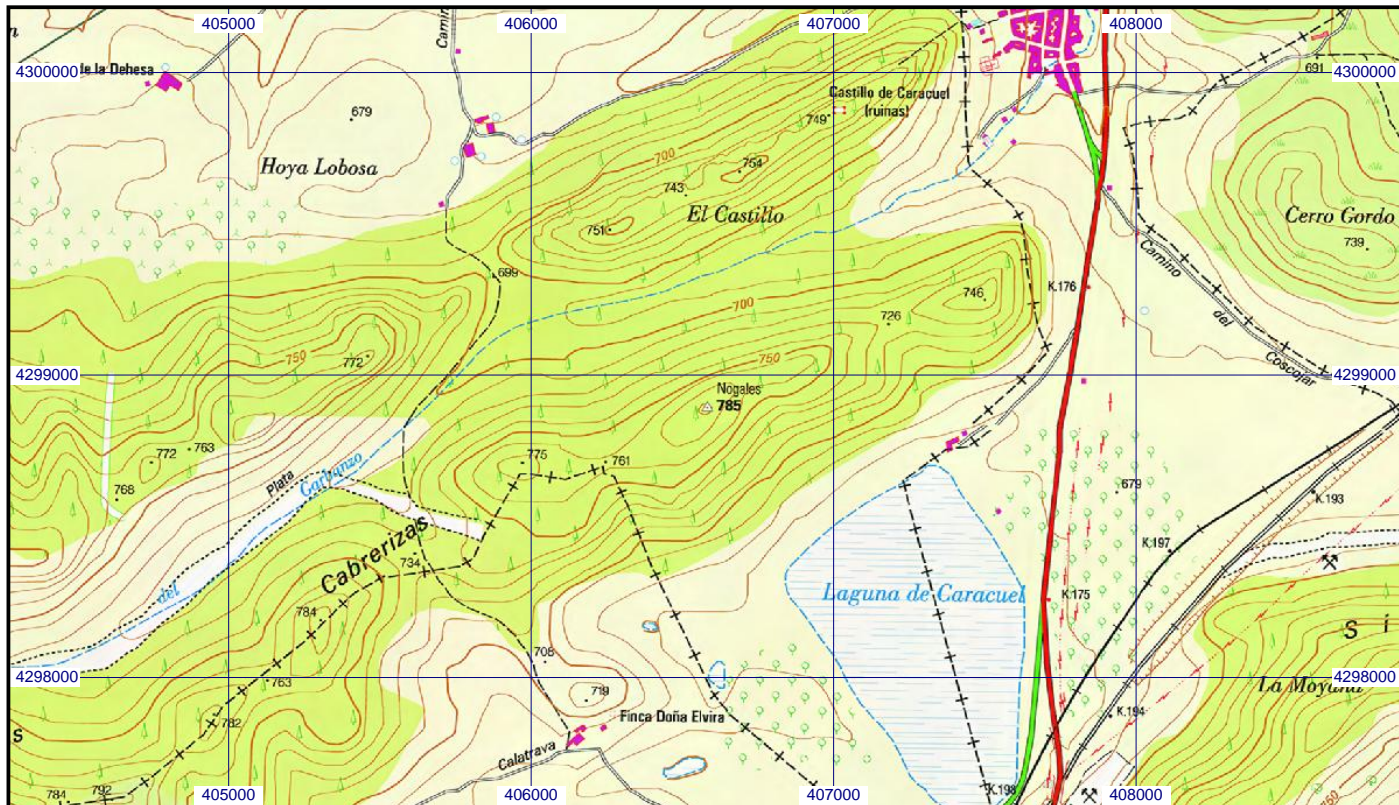 405000
406000
407000
408000
4300000
de la Dehesa
679
Hoya Lobosa
Castillo de Caracuel
(ruinas)
749
691
700
754
743
El Castillo
751
Cerro Gordo
739
699
Camino
del
Coscojar
K.176
746
700
726
750
772
750
4299000
4299000
Nogales
785
763
772
768
Plata
Garbanzo
del
775
761
679
K.193
K.197
Cabrerizas
734
784
Laguna de Caracuel
K.175
S i
708
763
719
782
4298000
4298000
La Moyana
K.194
Finca Doña Elvira
Calatrava
s
784
792
K.198
750
405000
406000
407000
408000
4300000